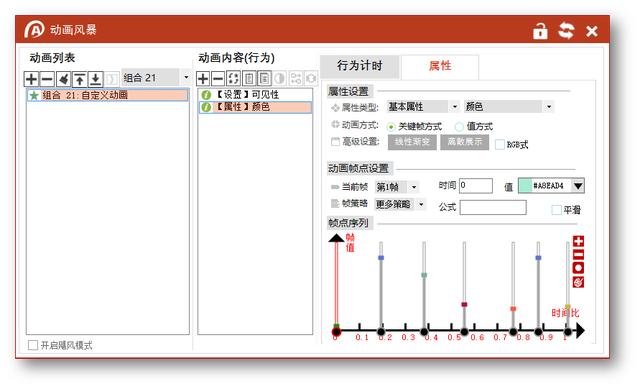 动画风暴
动画列表
组合 21
组合 21:自定义动画
开启飓风模式
动画内容(行为)
【设置】可见性
【属性】颜色
行为计时
属性
属性设置
属性类型:
基本属性
颜色
动画方式:
关键帧方式
值方式
高级设置:
线性渐变
离散展示
RGB式
动画帧点设置
当前帧
第1帧
时间
0
值
#A8EAD4
帧策略
更多策略
公式
平滑
帧点序列
帧
值
时间比
0 0.1 0.2 0.3 0.4 0.5 0.6 0.7 0.8 0.9 1